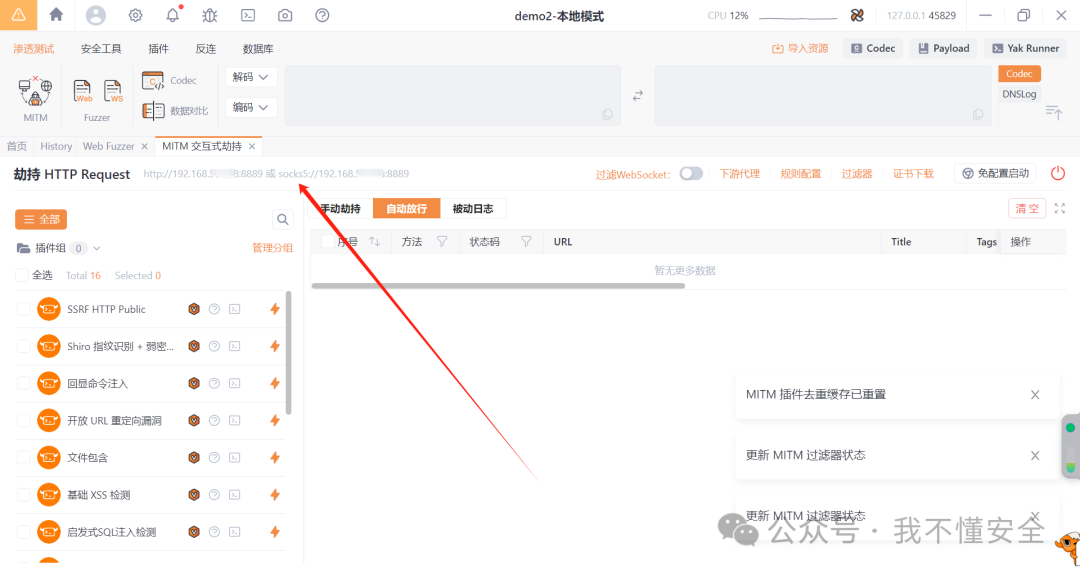 demo2-本地模式
CPU 12%
127.0.0.1 45829
渗透测试 安全工具 插件 反连 数据库
导入资源 Codec Payload Yak Runner
MITM
Web WS
Fuzzer
Codec
数据对比
解码
编码
Codec
DNSLog
首页 History Web Fuzzer MITM 交互式劫持
劫持 HTTP Request http://192.168. :8889 或 socks5://192.168. :8889
过滤WebSocket: 下游代理 规则配置 过滤器 证书下载 免配置启动
全部
手动劫持 自动放行 被动日志 清空
插件组 0 管理分组
序号 方法 状态码 URL Title Tags 操作
全选 Total 16 Selected 0
暂无更多数据
SSRF HTTP Public
Shiro 指纹识别 + 弱密...
回显命令注入
开放 URL 重定向漏洞
文件包含
基础 XSS 检测
启发式SQL注入检测
MITM 插件去重缓存已重置
更新 MITM 过滤器状态
更新 MITM 过滤器状态
公众号 · 我不懂安全